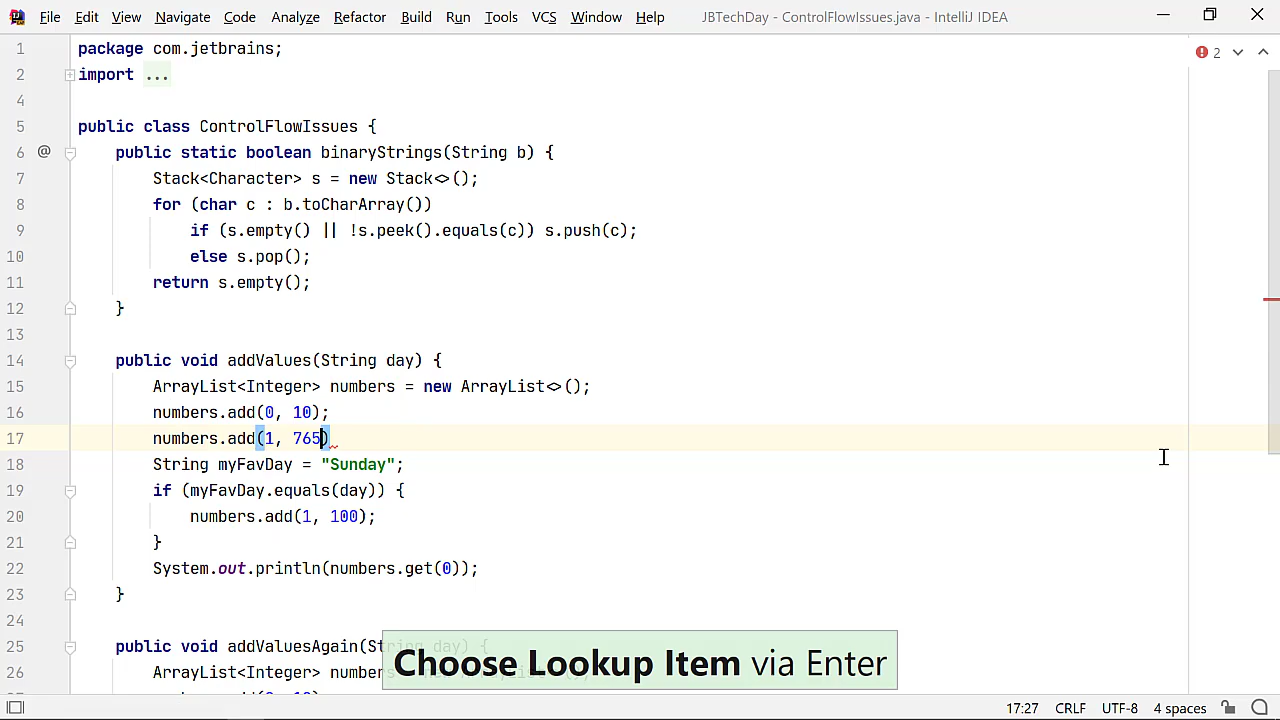 File Edit View Navigate Code Analyze Refactor Build Run Tools VCS Window Help JBTechDay - ControlFlowIssues.java - IntelliJ IDEA
1 package com.jetbrains;
2 import ...
2
4
5 public class ControlFlowIssues {
6 @ public static boolean binaryStrings(String b) {
7 Stack<Character> s = new Stack<>();
8 for (char c : b.toCharArray())
9 if (s.empty() || !s.peek().equals(c)) s.push(c);
10 else s.pop();
11 return s.empty();
12 }
13
14 public void addValues(String day) {
15 ArrayList<Integer> numbers = new ArrayList<>();
16 numbers.add(0, 10);
17 numbers.add(1, 765)
18 String myFavDay = "Sunday";
19 if (myFavDay.equals(day)) {
20 numbers.add(1, 100);
21 }
22 System.out.println(numbers.get(0));
23 }
24
25 public void addValuesAgain(String day) {
26 ArrayList<Integer> numbers
Choose Lookup Item via Enter
17:27 CRLF UTF-8 4 spaces